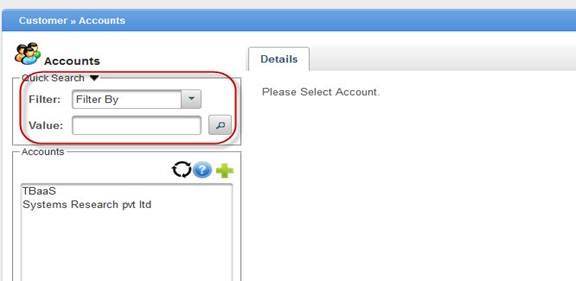 Customer » Accounts
Accounts
Quick Search
Filter: Filter By
Value:
Accounts
TBaaS
Systems Research pvt ltd
Details
Please Select Account.